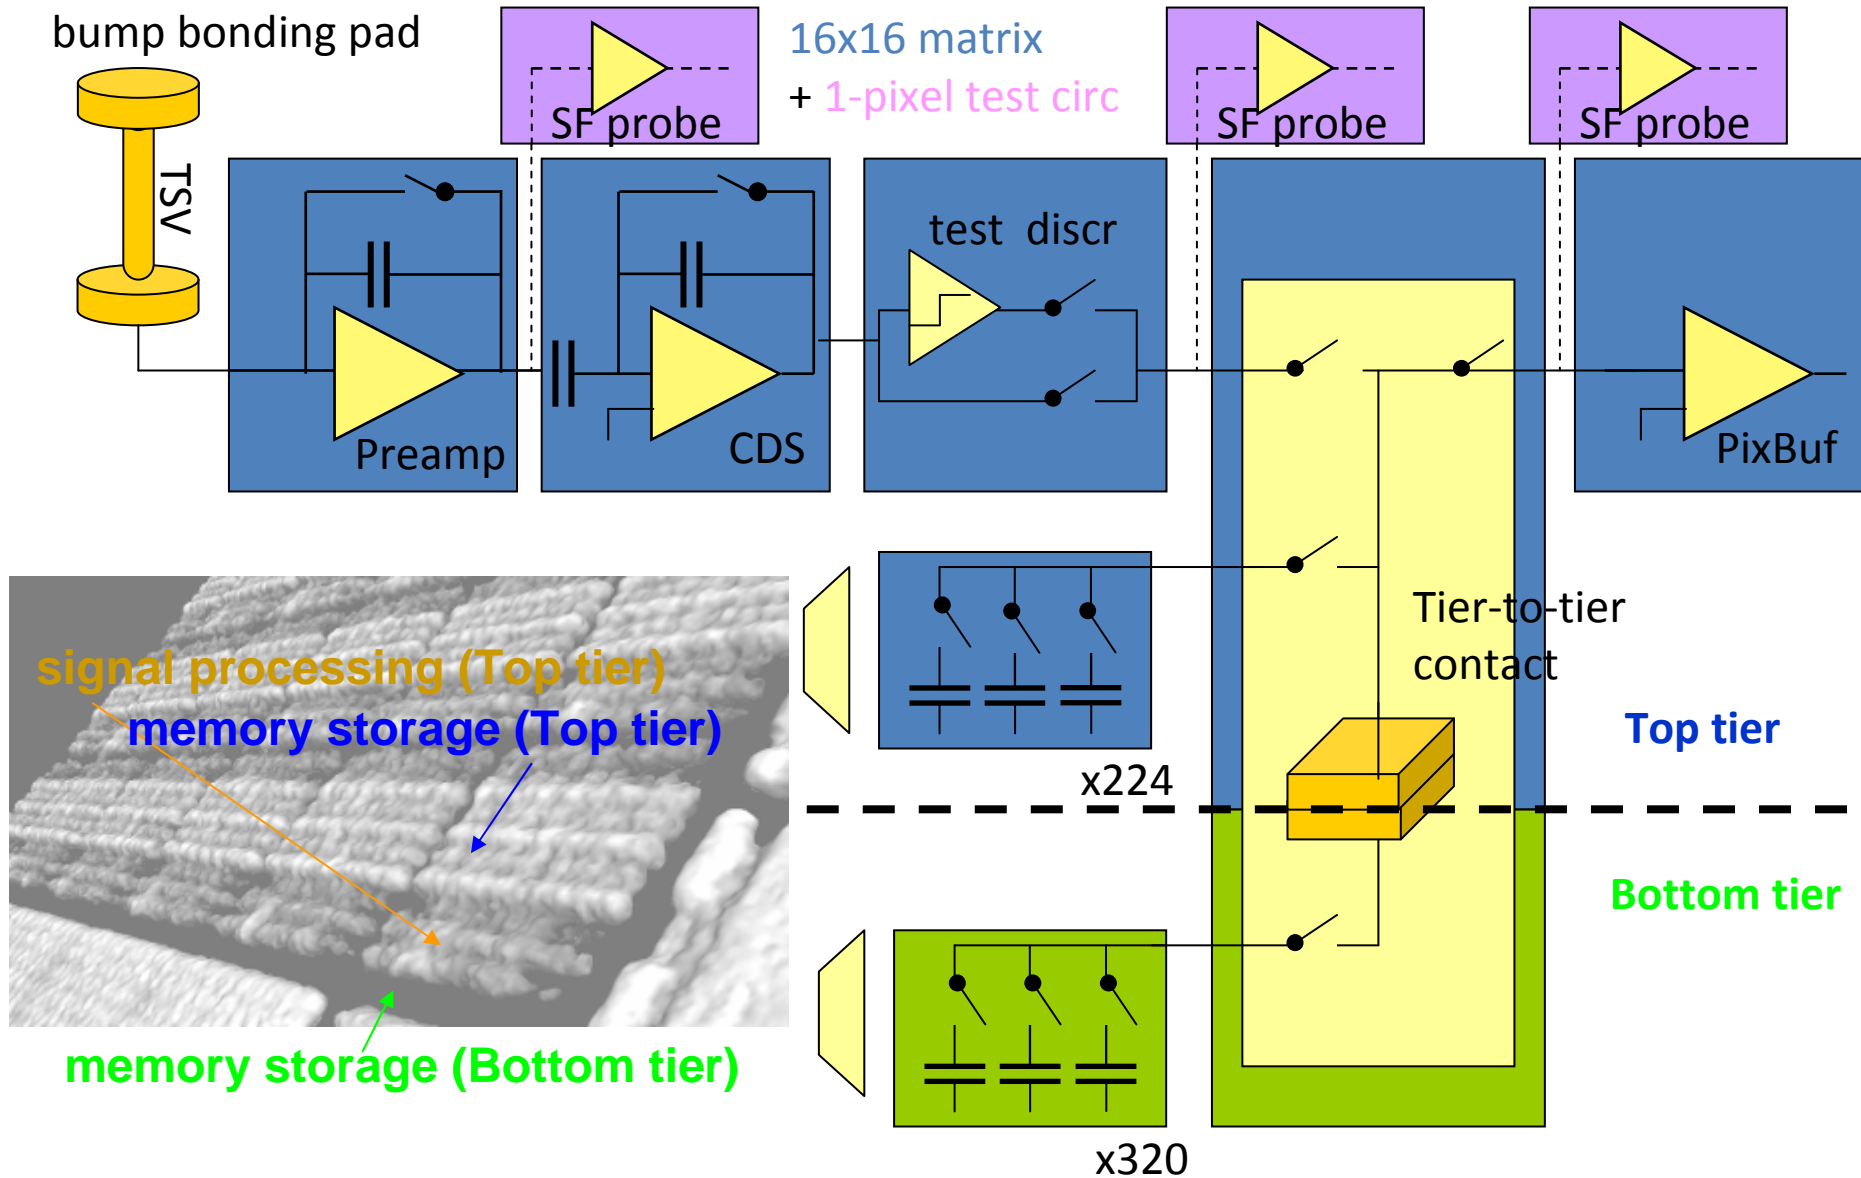 bump bonding pad
SF probe
16x16 matrix
+ 1-pixel test circ
SF probe
SF probe
TSV
Preamp
CDS
test discr
PixBuf
Tier-to-tier
contact
signal processing (Top tier)
memory storage (Top tier)
x224
Top tier
Bottom tier
memory storage (Bottom tier)
x320